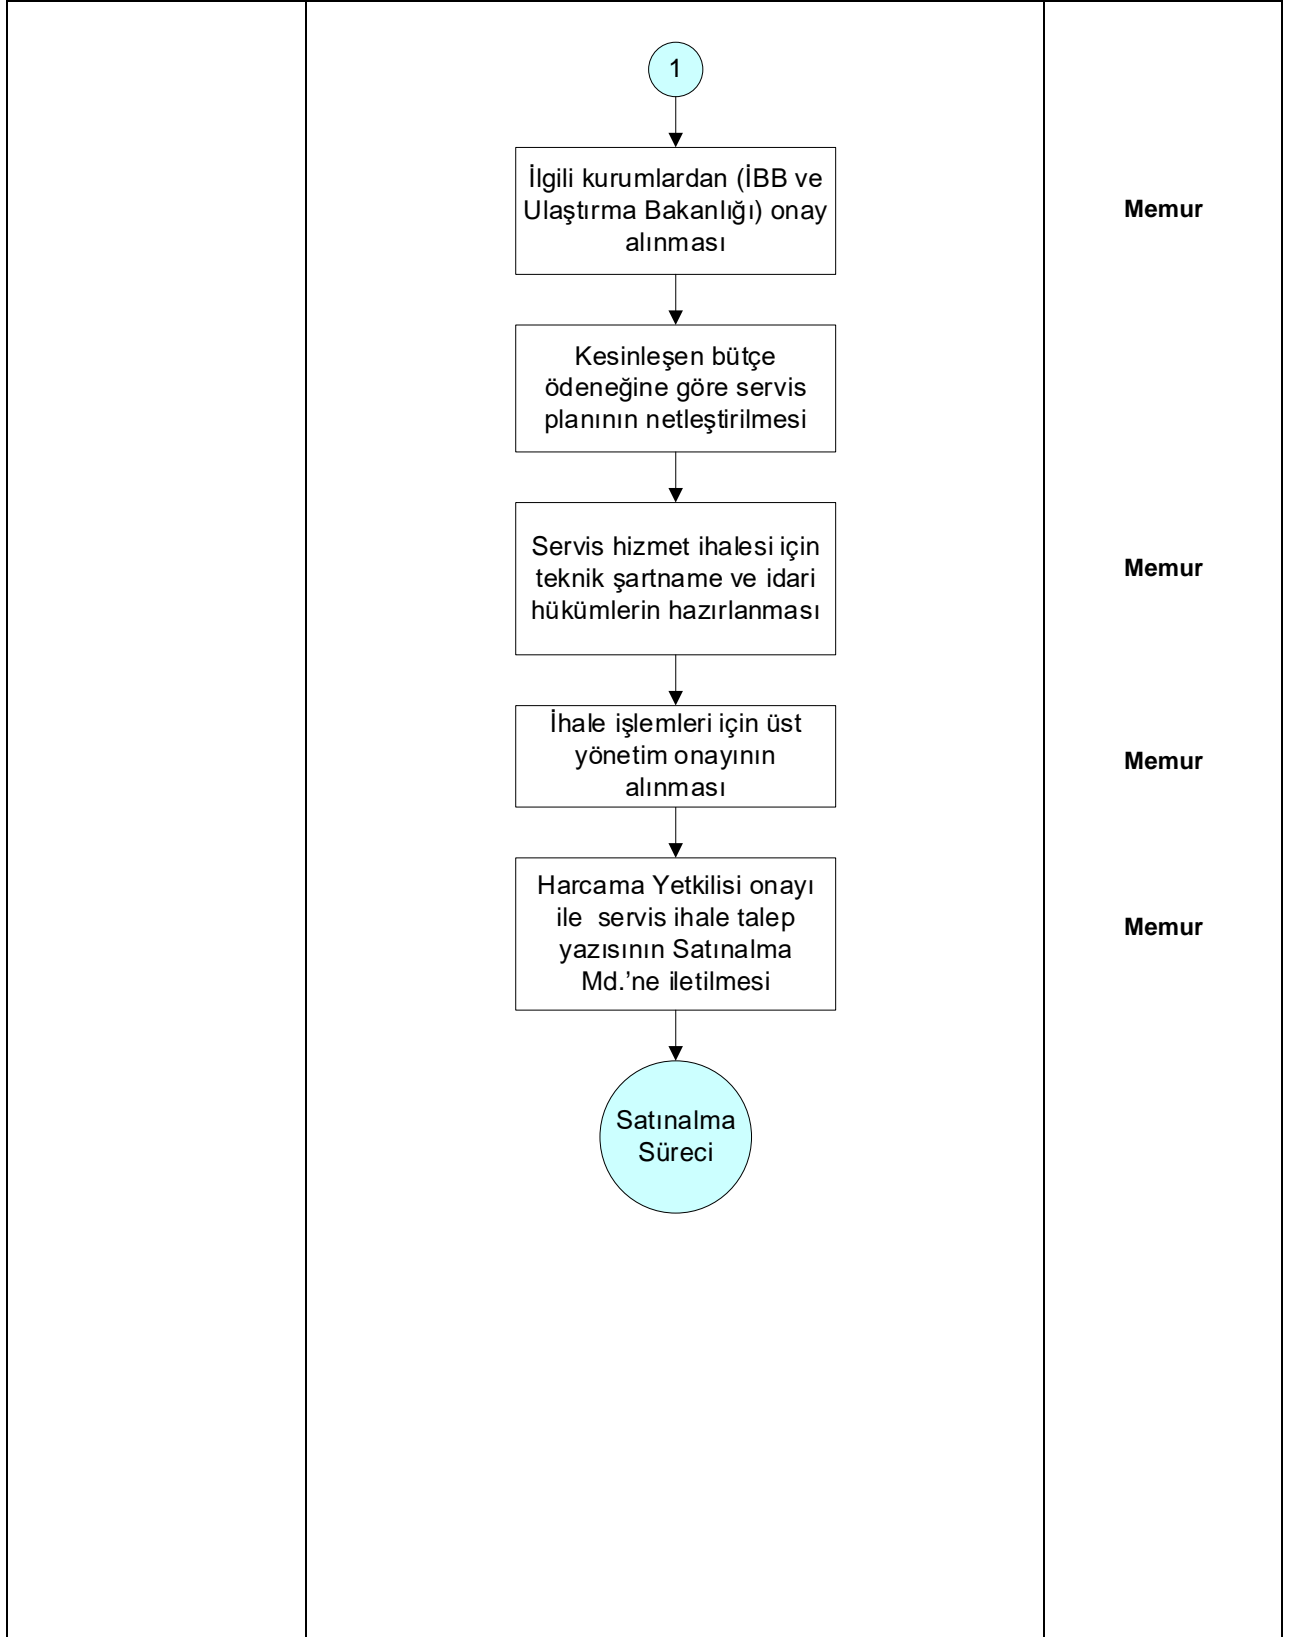 1
İlgili kurumlardan (İBB ve
Ulaştırma Bakanlığı) onay
alınması
Memur
Kesinleşen bütçe
ödeneğine göre servis
planının netleştirilmesi
Servis hizmet ihalesi için
teknik şartname ve idari
hükümlerin hazırlanması
Memur
İhale işlemleri için üst
yönetim onayının
alınması
Memur
Harcama Yetkilisi onayı
ile servis ihale talep
yazısının Satınalma
Md.’ne iletilmesi
Memur
Satınalma
Süreci